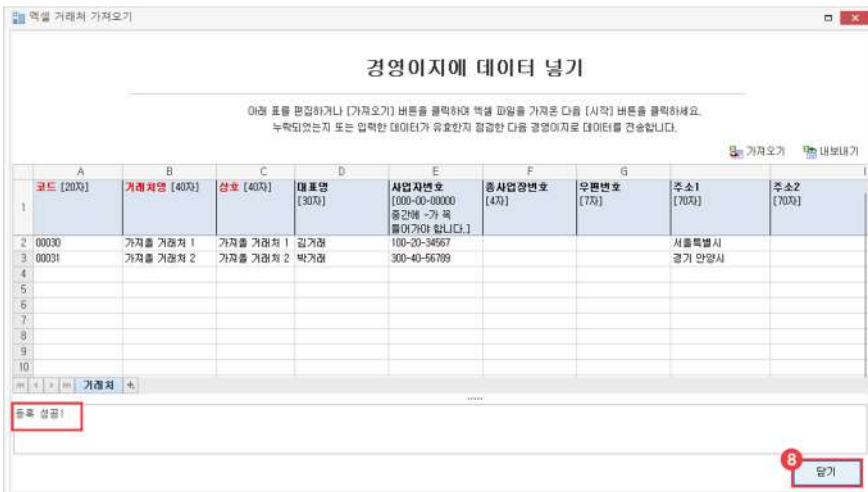 엑셀 거래처 가져오기
경영이지에 데이터 넣기
아래 표를 편집하거나 [가져오기] 버튼을 클릭하여 엑셀 파일을 가져온 다음 [시작] 버튼을 클릭하세요.
누락되었는지 또는 입력한 데이터가 유효한지 점검한 다음 경영이지로 데이터를 전송합니다.
가져오기 내보내기
A B C D E F G
1 코드 [20자] 거래처명 [40자] 상호 [40자] 대표명 [30자] 사업자번호 [000-00-00000 중간에 -가 꼭 들어가야 합니다.] 종사업장번호 [4자] 우편번호 [7자] 주소1 [70자] 주소2 [70자]
2 00030 가져올 거래처 1 가져올 거래처 1 김거래 100-20-34567 서울특별시
3 00031 가져올 거래처 2 가져올 거래처 2 박거래 300-40-56789 경기 안양시
4
5
6
7
8
9
10
거래처
등록 성공!
8
닫기